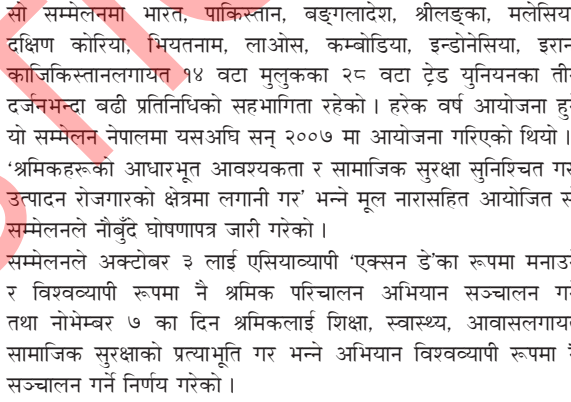 सो सम्मेलनमा भारत, पाकिस्तान, बङ्गलादेश, श्रीलङ्का, मलेसिया
दक्षिण कोरिया, भियतनाम, लाओस, कम्बोडिया, इन्डोनेसिया, इरान
काजिकिस्तानलगायत १४ वटा मुलुकका २८ वटा ट्रेड युनियनका
दर्जनभन्दा बढी प्रतिनिधिको सहभागिता रहेको । हरेक वर्ष आयोजना
यो सम्मेलन नेपालमा यसअघि सन् २००७ मा आयोजना गरिएको थियो ।
'श्रमिकहरूको आधारभूत आवश्यकता र सामाजिक सुरक्षा सुनिश्चित
उत्पादन रोजगारको क्षेत्रमा लगानी गर' भन्ने मूल नारासहित आयोजित
सम्मेलनले नौबुँदे घोषणापत्र जारी गरेको ।
सम्मेलनले अक्टोबर ३ लाई एसियाव्यापी 'एक्सन डे'का रूपमा
र विश्वव्यापी रूपमा नै श्रमिक परिचालन अभियान सञ्चालन
तथा नोभेम्बर ७ का दिन श्रमिकलाई शिक्षा, स्वास्थ्य,
सामाजिक सुरक्षाको प्रत्याभूति गर भन्ने अभियान विश्वव्यापी रूपमा
सञ्चालन गर्ने निर्णय गरेको ।